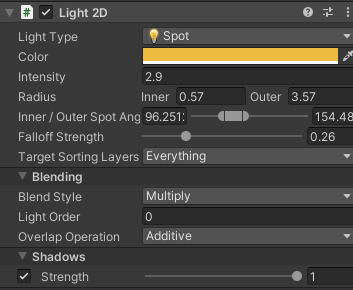 Light 2D
Light Type Spot
Color
Intensity 2.9
Radius Inner 0.57 Outer 3.57
Inner / Outer Spot Ang 96.251 154.48
Falloff Strength 0.26
Target Sorting Layers Everything
Blending
Blend Style Multiply
Light Order 0
Overlap Operation Additive
Shadows
Strength 1